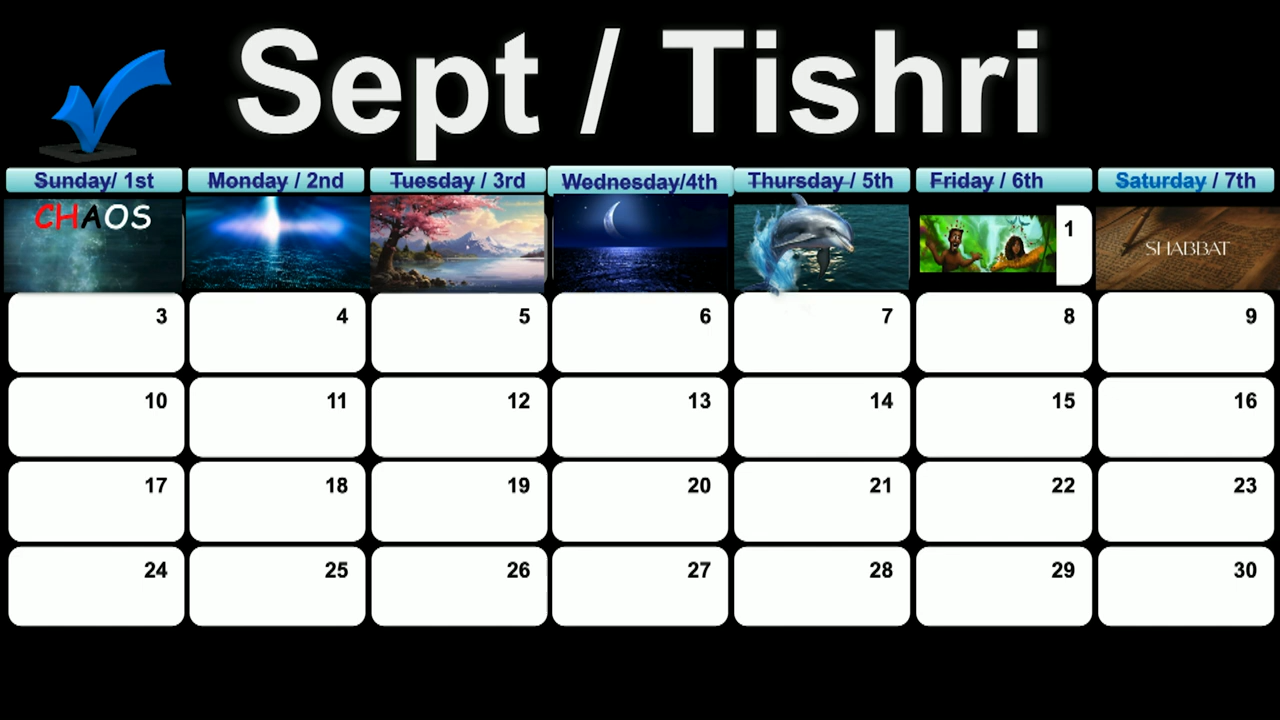 Sept / Tishri
Sunday/ 1st Monday / 2nd Tuesday / 3rd Wednesday/4th Thursday / 5th Friday / 6th Saturday / 7th
CHAOS 1 SHABBAT
3 4 5 6 7 8 9
10 11 12 13 14 15 16
17 18 19 20 21 22 23
24 25 26 27 28 29 30